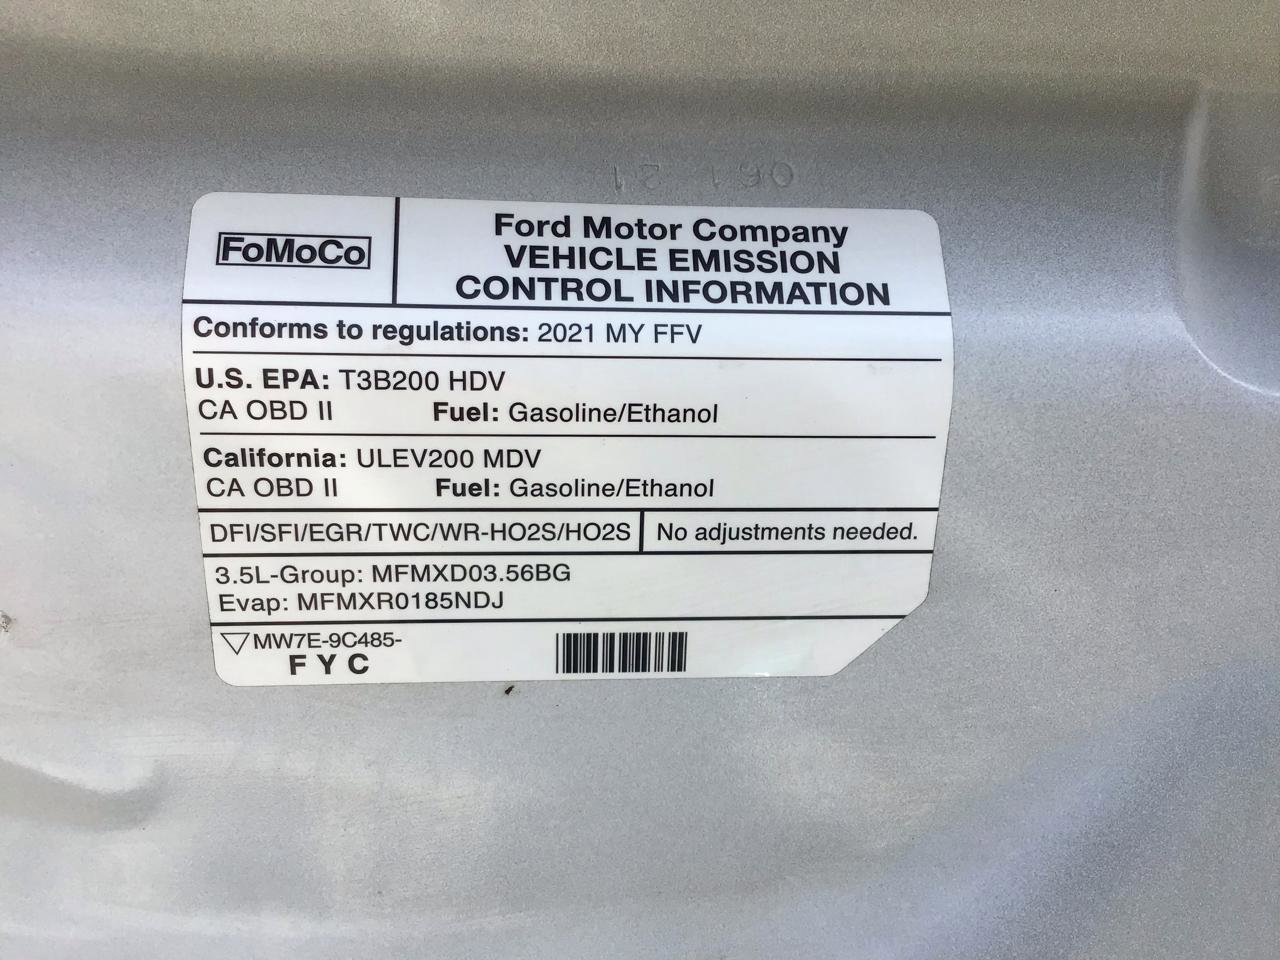 061 21
FoMoCo
Ford Motor Company
VEHICLE EMISSION
CONTROL INFORMATION
Conforms to regulations: 2021 MY FFV
U.S. EPA: T3B200 HDV
CA OBD II Fuel: Gasoline/Ethanol
California: ULEV200 MDV
CA OBD II Fuel: Gasoline/Ethanol
DFI/SFI/EGR/TWC/WR-HO2S/HO2S No adjustments needed.
3.5L-Group: MFMXD03.56BG
Evap: MFMXR0185NDJ
MW7E-9C485-
F Y C